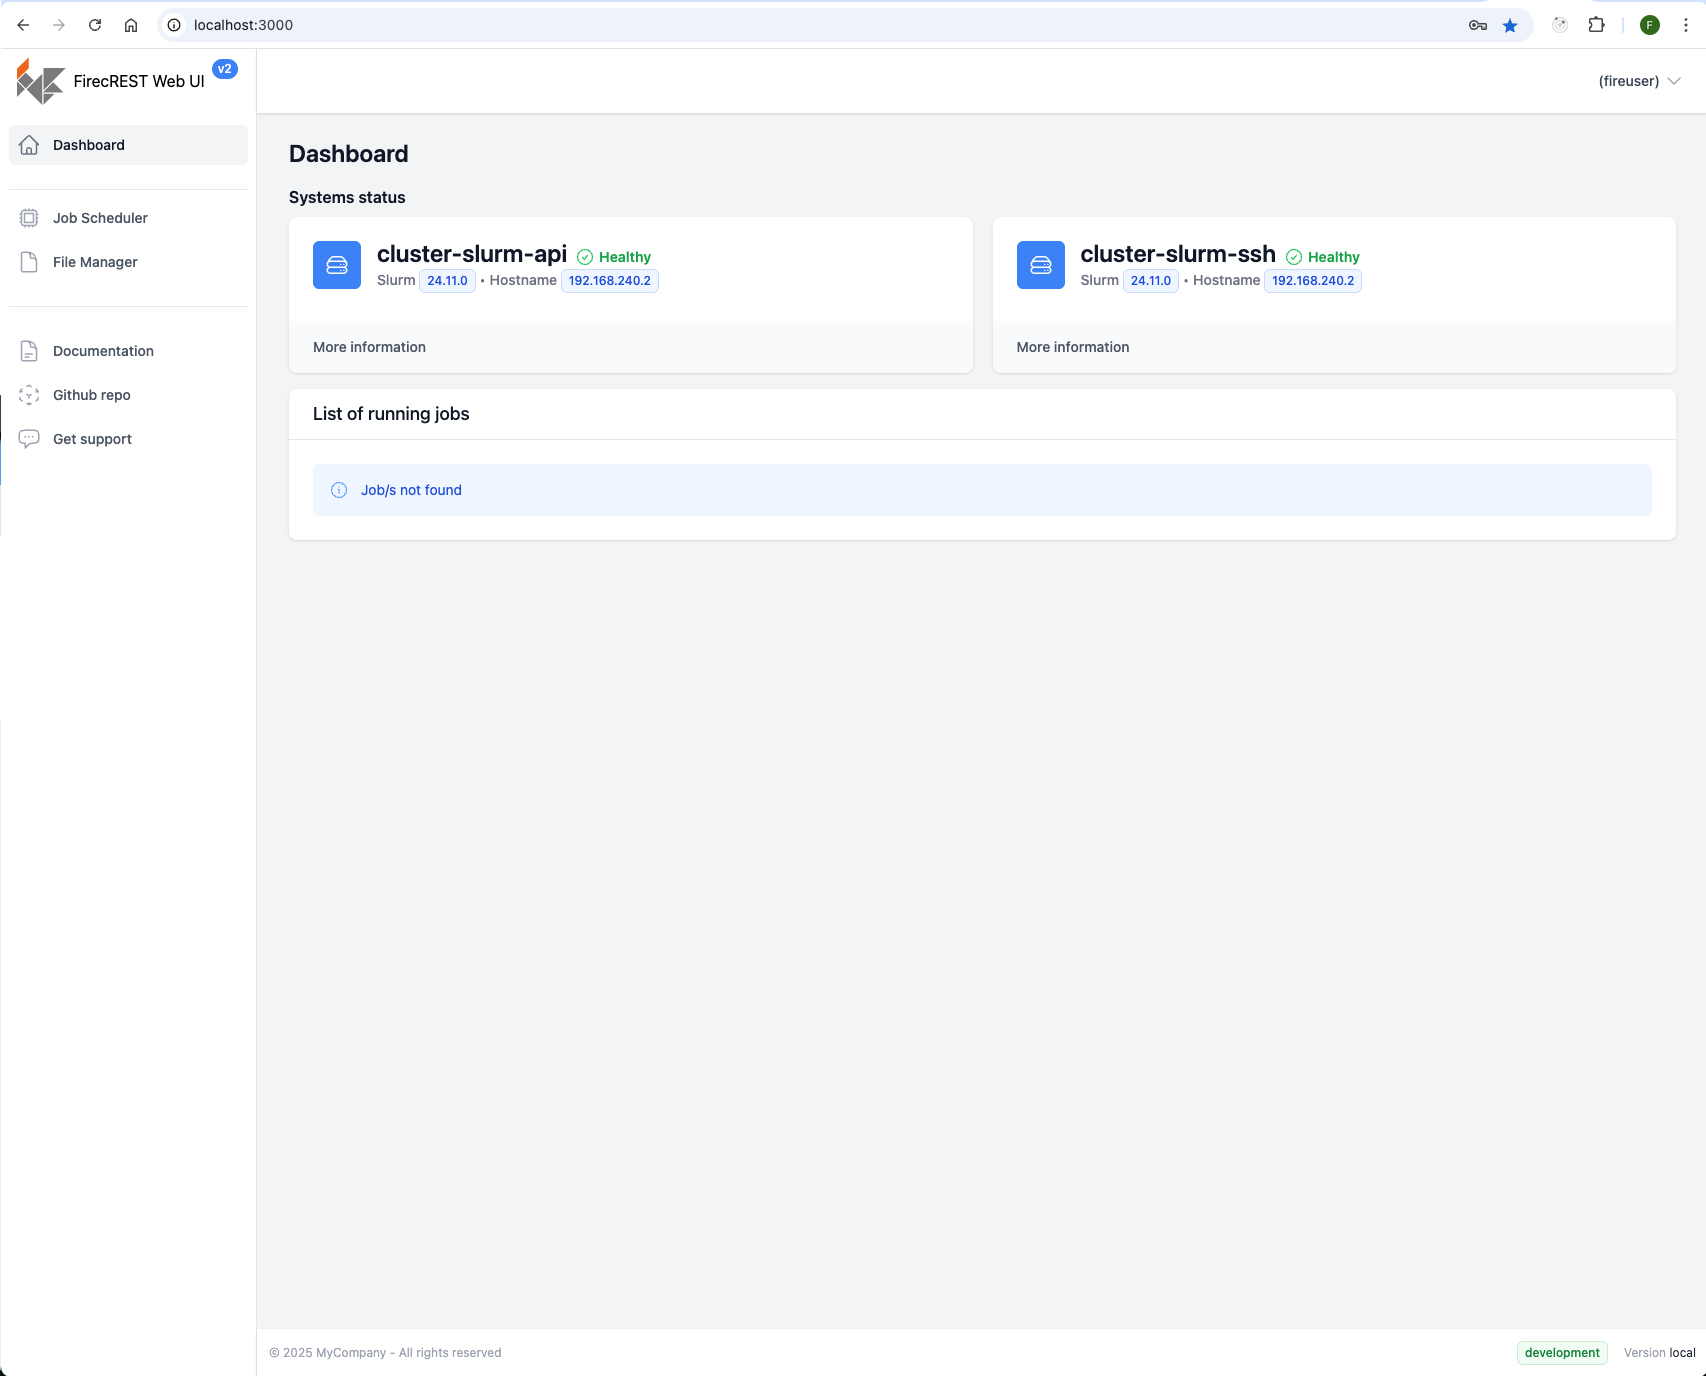 localhost:3000
F
FirecREST Web UI v2
(fireuser)
Dashboard
Job Scheduler
File Manager
Documentation
Github repo
Get support
Dashboard
Systems status
cluster-slurm-api Healthy
Slurm 24.11.0 • Hostname 192.168.240.2
More information
cluster-slurm-ssh Healthy
Slurm 24.11.0 • Hostname 192.168.240.2
More information
List of running jobs
Job/s not found
© 2025 MyCompany - All rights reserved
development Version local